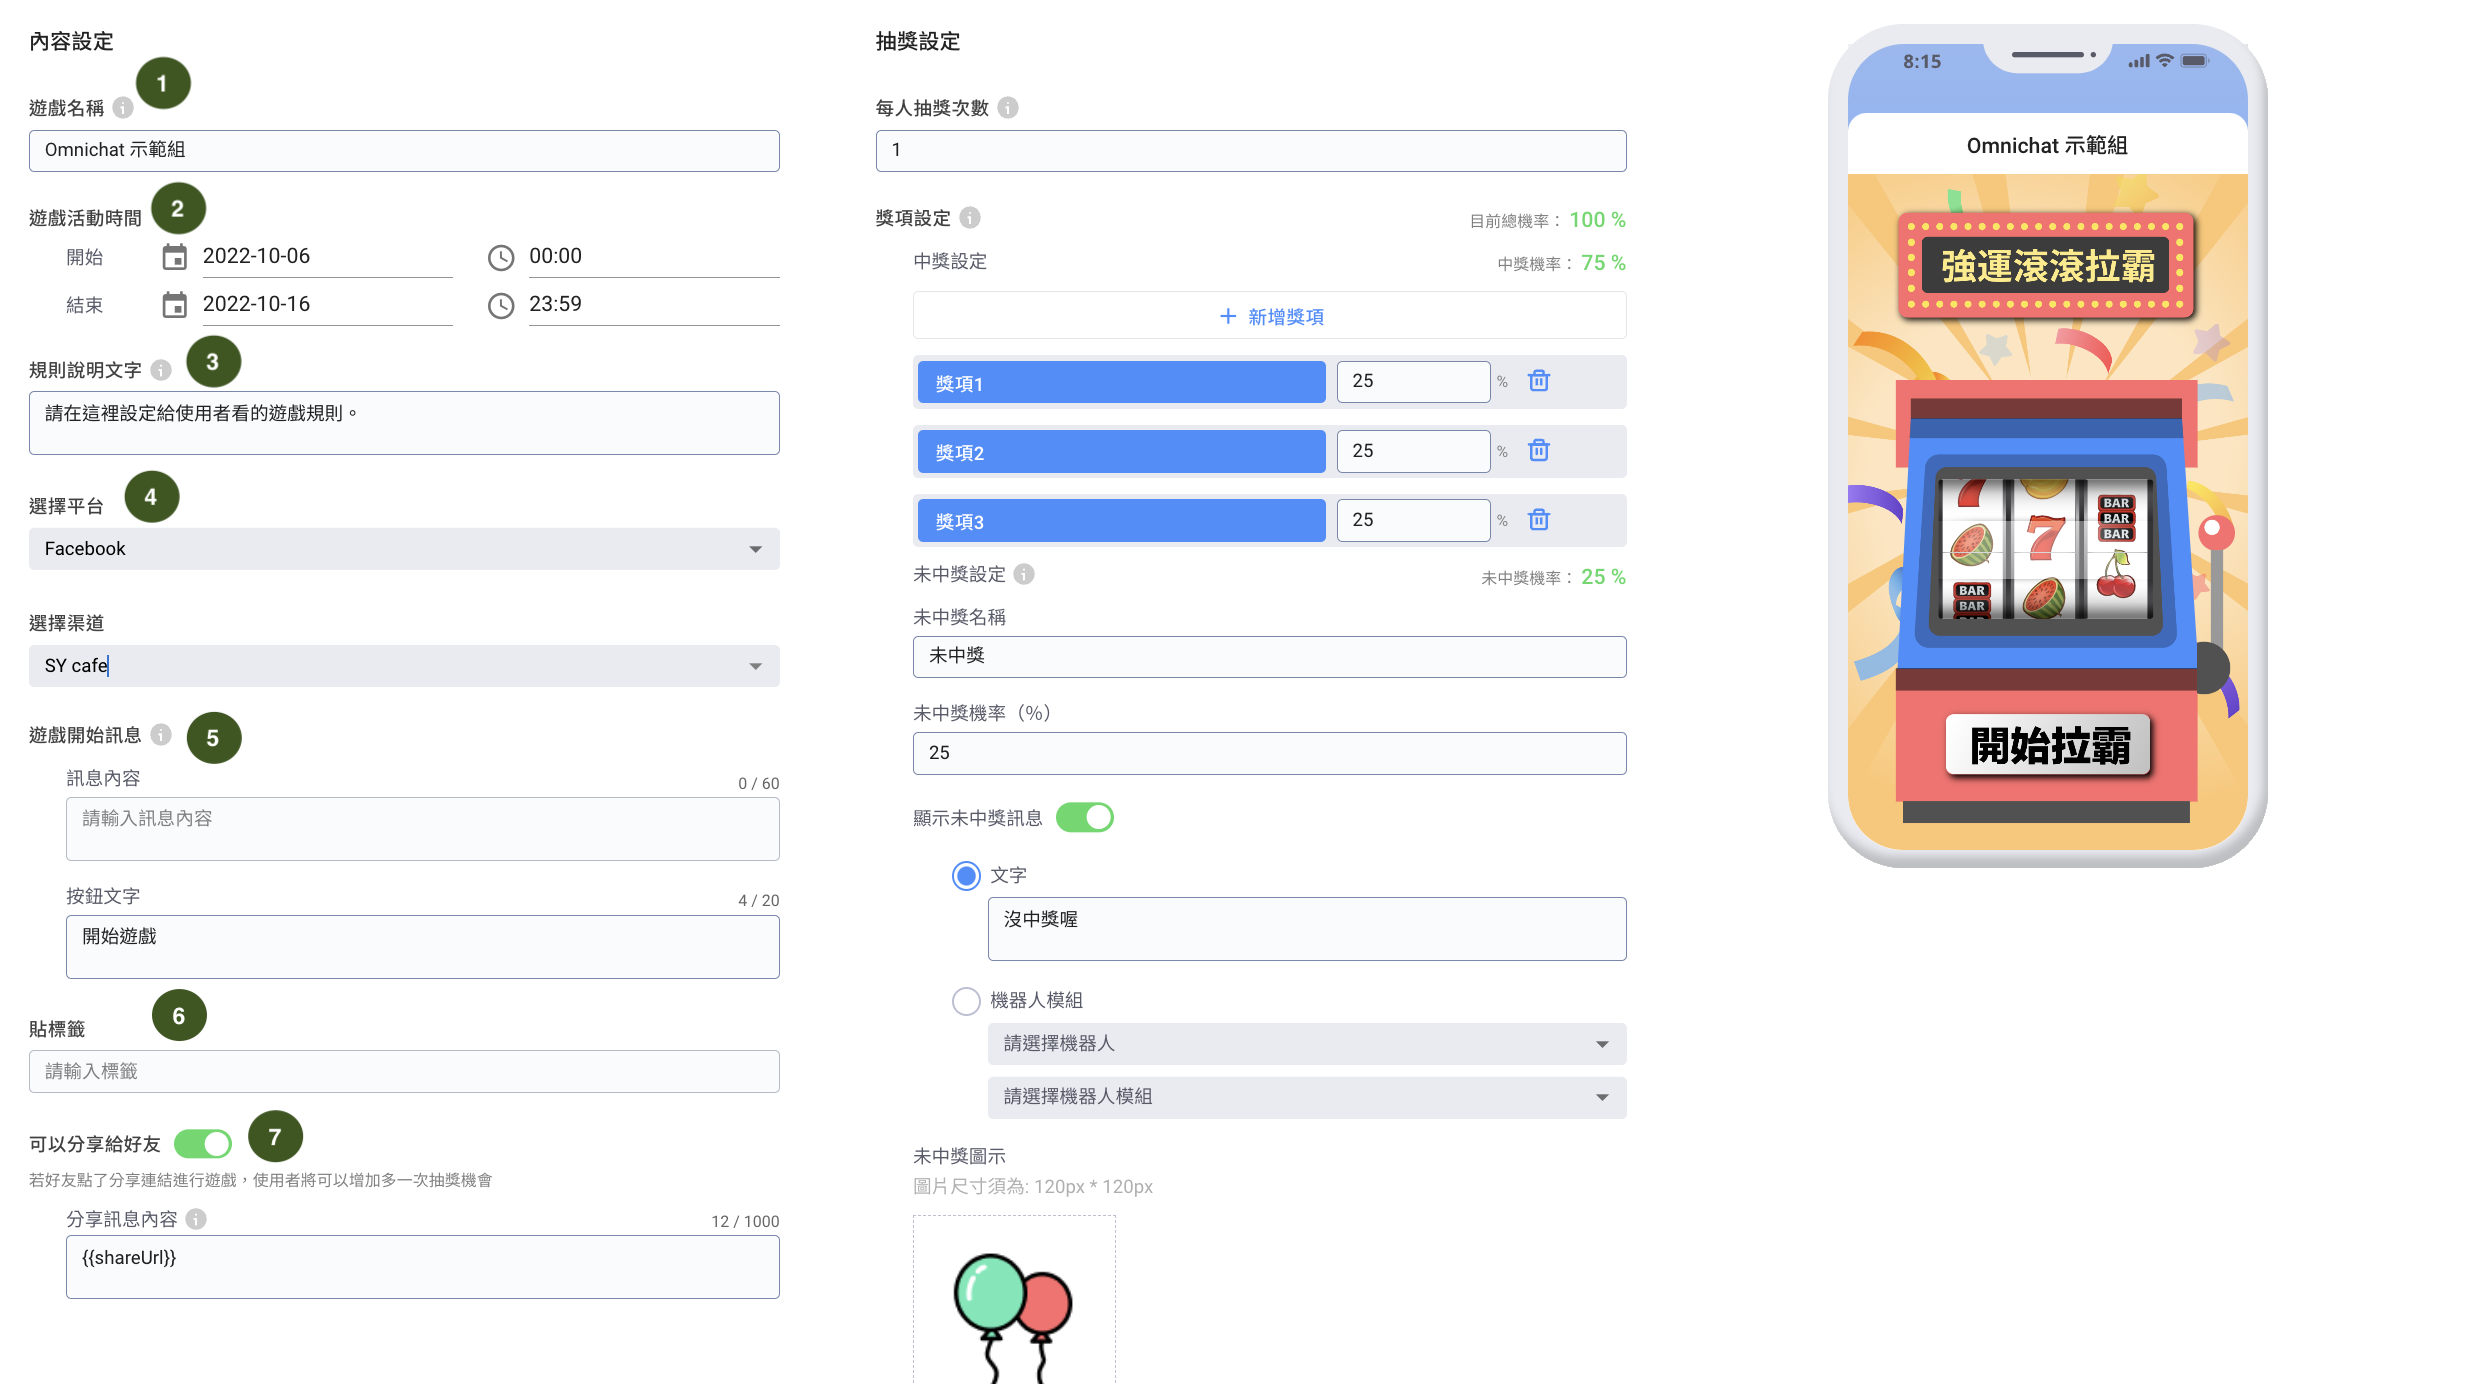 內容設定
1
遊戲名稱
Omnichat 示範組
2
遊戲活動時間
開始 2022-10-06 00:00
結束 2022-10-16 23:59
3
規則說明文字
請在這裡設定給使用者看的遊戲規則。
4
選擇平台
Facebook
選擇渠道
SY cafe
5
遊戲開始訊息
訊息內容 0 / 60
請輸入訊息內容
按鈕文字 4 / 20
開始遊戲
6
貼標籤
請輸入標籤
可以分享給好友 7
若好友點了分享連結進行遊戲，使用者將可以增加多一次抽獎機會
分享訊息內容 12 / 1000
{{shareUrl}}
抽獎設定
每人抽獎次數
1
獎項設定 目前總機率： 100 %
中獎設定 中獎機率： 75 %
+ 新增獎項
獎項1 25 %
獎項2 25 %
獎項3 25 %
未中獎設定 未中獎機率： 25 %
未中獎名稱
未中獎
未中獎機率（%）
25
顯示未中獎訊息
文字
沒中獎喔
機器人模組
請選擇機器人
請選擇機器人模組
未中獎圖示
圖片尺寸須為: 120px * 120px
8:15
Omnichat 示範組
強運滾滾拉霸
7
BAR
BAR
BAR
7
BAR
BAR
BAR
開始拉霸